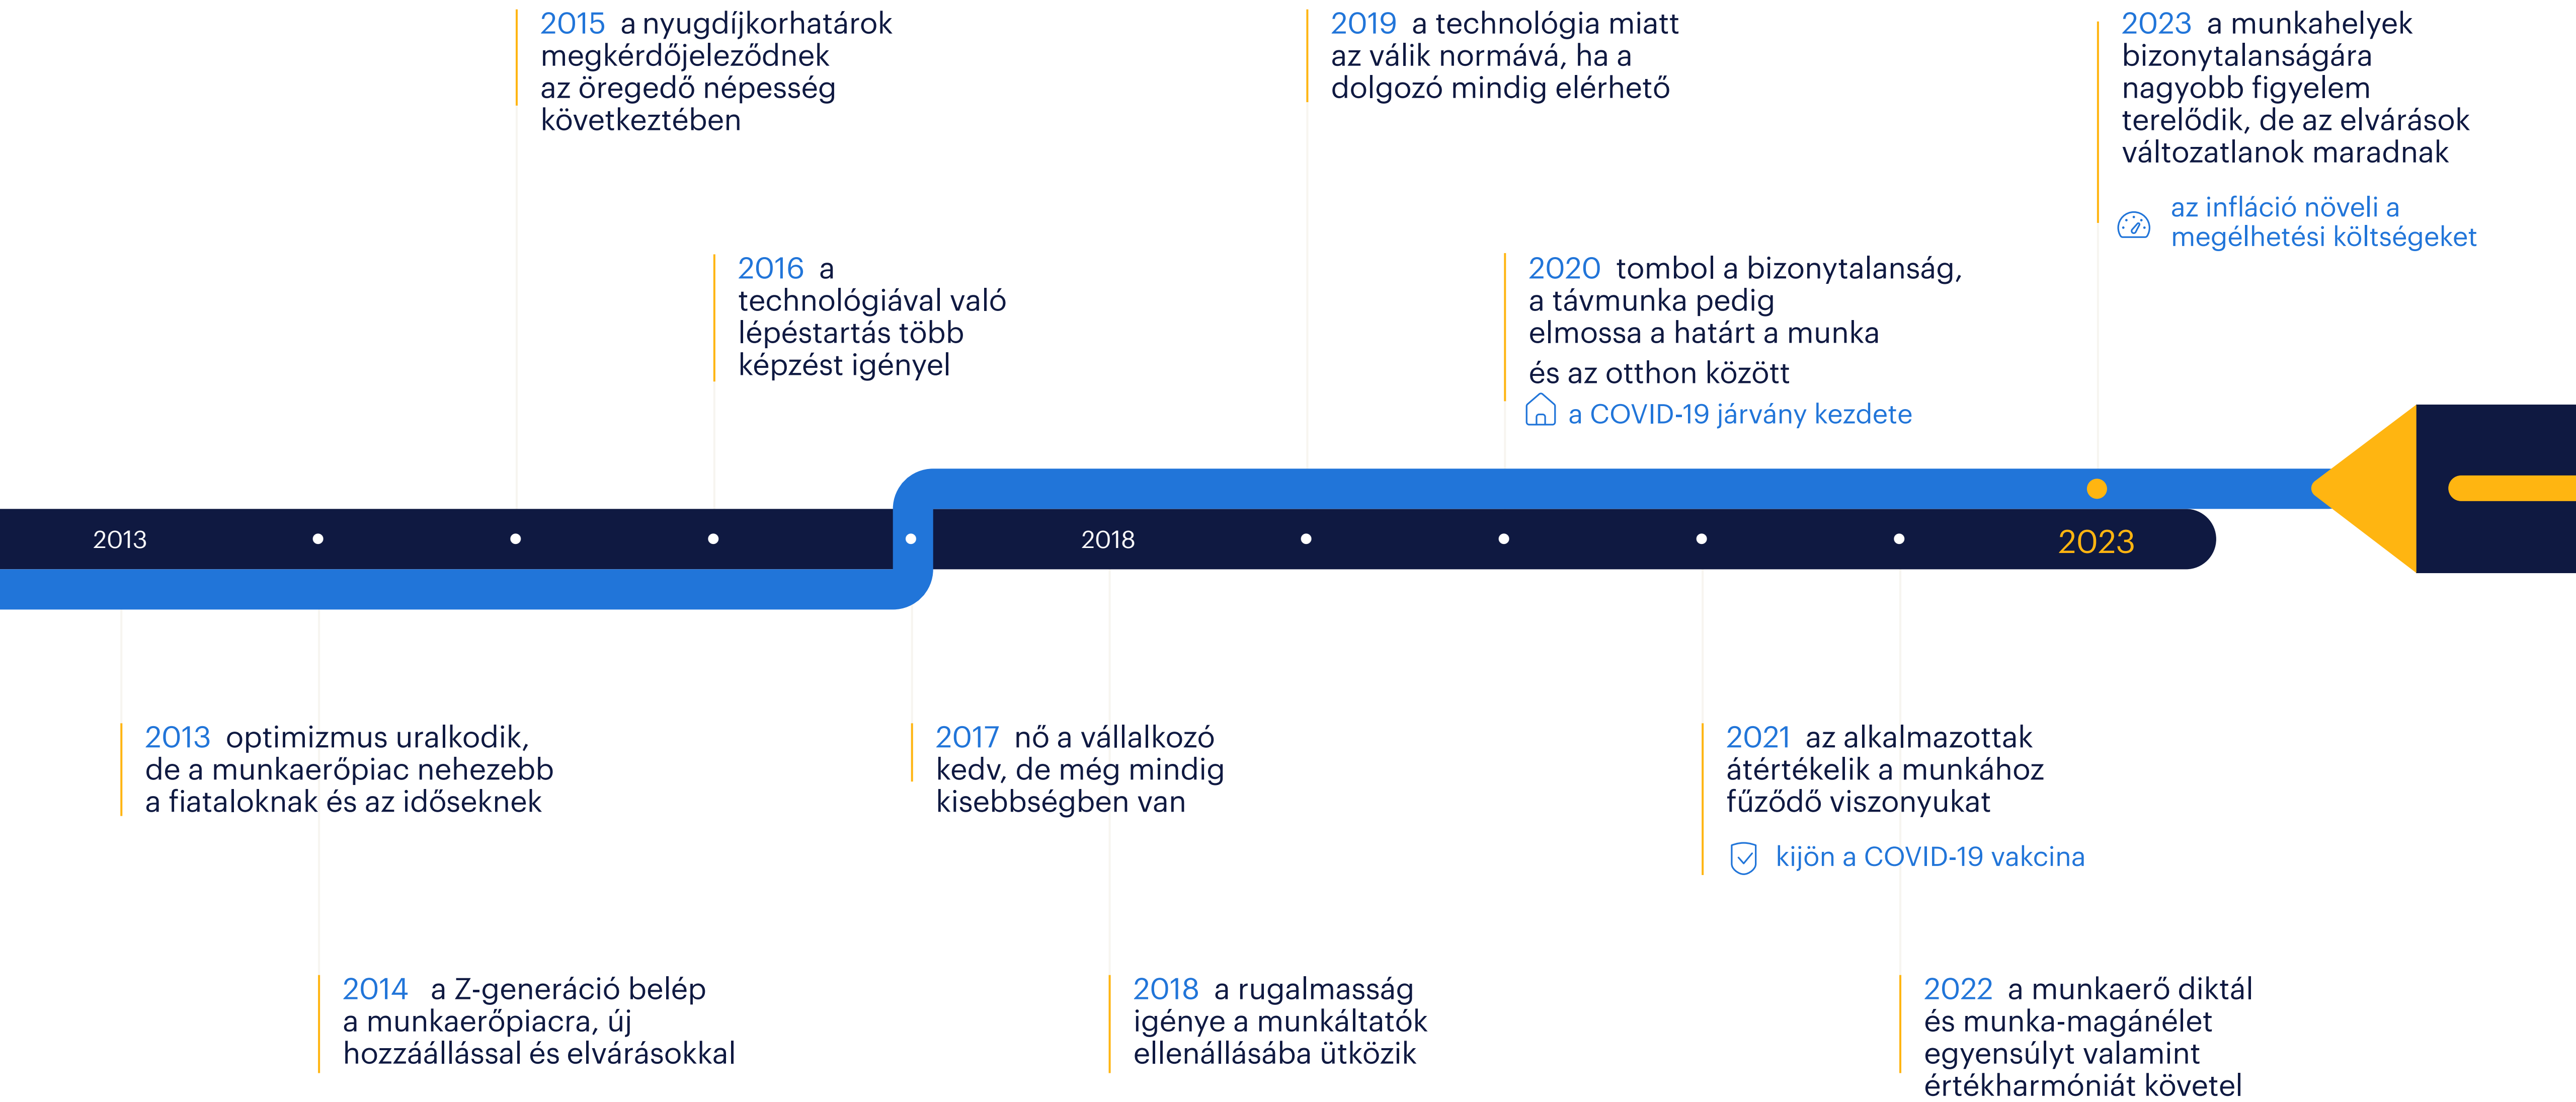 2015 a nyugdíjkorhatárok
megkérdőjeleződnek
az öregedő népesség
következtében
2019 a technológia miatt
az válik normává, ha a
dolgozó mindig elérhető
2023 a munkahelyek
bizonytalanságára
nagyobb figyelem
terelődik, de az elvárások
változatlanok maradnak
az infláció növeli a
megélhetési költségeket
2016 a
technológiával való
lépéstartás több
képzést igényel
2020 tombol a bizonytalanság,
a távmunka pedig
elmossa a határt a munka
és az otthon között
a COVID-19 járvány kezdete
2013
2018
2023
2013 optimizmus uralkodik,
de a munkaerőpiac nehezebb
a fiataloknak és az időseknek
2017 nő a vállalkozó
kedv, de még mindig
kisebbségben van
2021 az alkalmazottak
átértékelik a munkához
fűződő viszonyukat
kijön a COVID-19 vakcina
2014 a Z-generáció belép
a munkaerőpiacra, új
hozzáállással és elvárásokkal
2018 a rugalmasság
igénye a munkáltatók
ellenállásába ütközik
2022 a munkaerő diktál
és munka-magánélet
egyensúlyt valamint
értékharmóniát követel